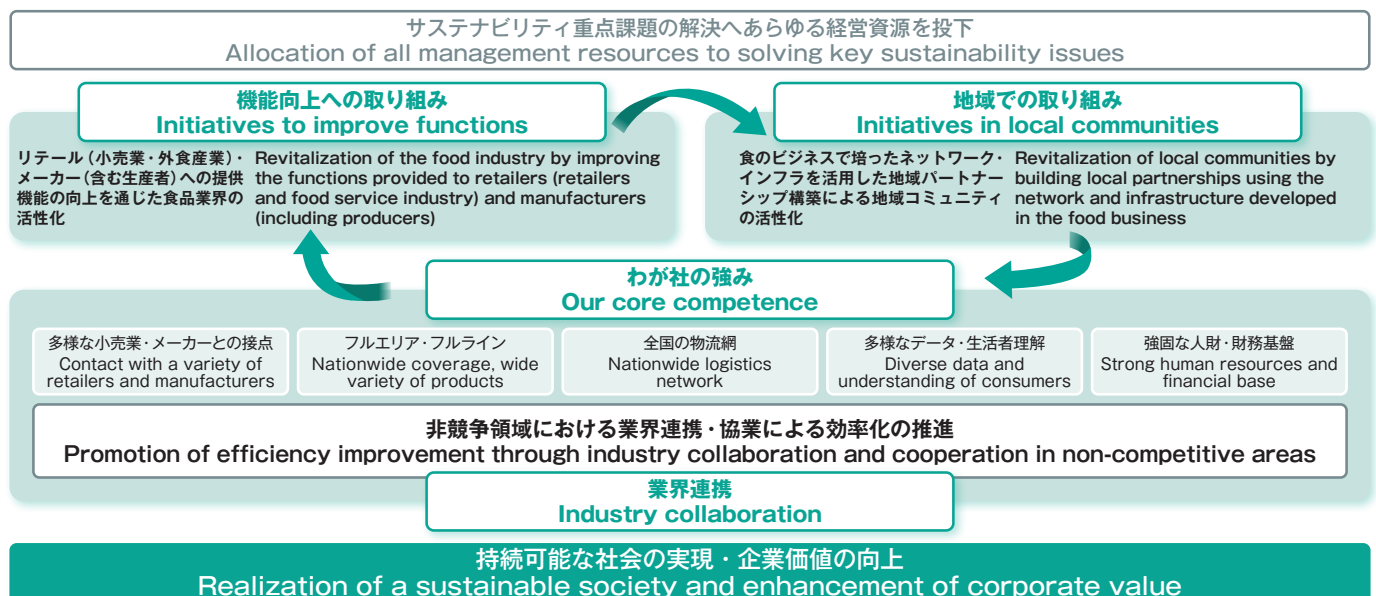 サステナビリティ重点課題の解決へあらゆる経営資源を投下
Allocation of all management resources to solving key sustainability issues
機能向上への取り組み
Initiatives to improve functions
リテール（小売業・外食産業）・
メーカー（含む生産者）への提供
機能の向上を通じた食品業界の
活性化
Revitalization of the food industry by improving
the functions provided to retailers (retailers
and food service industry) and manufacturers
(including producers)
地域での取り組み
Initiatives in local communities
食のビジネスで培ったネットワーク・
インフラを活用した地域パートナー
シップ構築による地域コミュニティ
の活性化
Revitalization of local communities by
building local partnerships using the
network and infrastructure developed
in the food business
わが社の強み
Our core competence
多様な小売業・メーカーとの接点
Contact with a variety of
retailers and manufacturers
フルエリア・フルライン
Nationwide coverage, wide
variety of products
全国の物流網
Nationwide logistics
network
多様なデータ・生活者理解
Diverse data and
understanding of consumers
強固な人財・財務基盤
Strong human resources and
financial base
非競争領域における業界連携・協業による効率化の推進
Promotion of efficiency improvement through industry collaboration and cooperation in non-competitive areas
業界連携
Industry collaboration
持続可能な社会の実現・企業価値の向上
Realization of a sustainable society and enhancement of corporate value